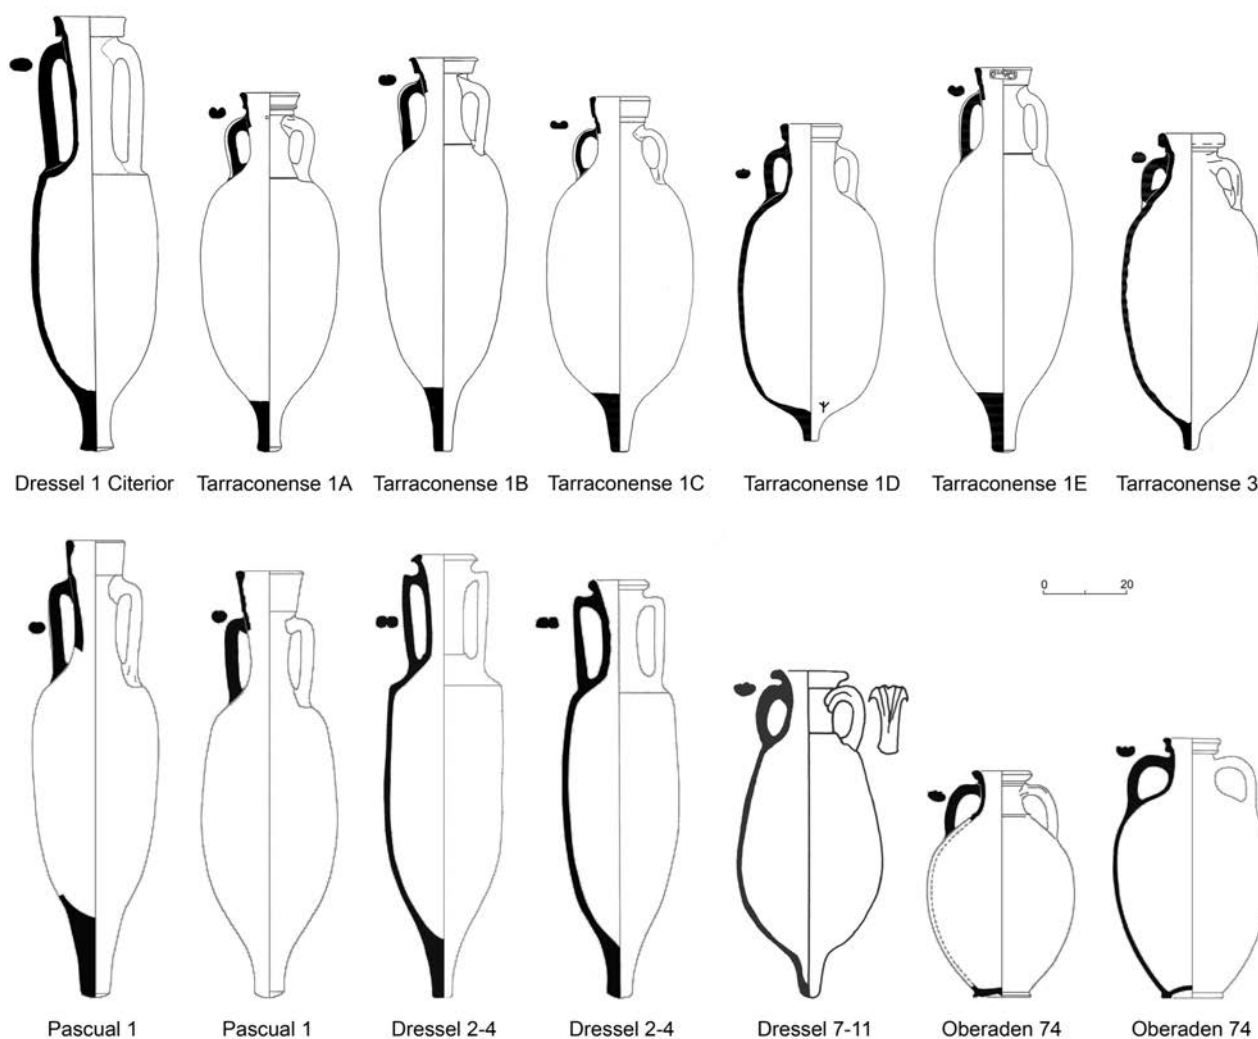 Dressel 1 Citerior Tarraconense 1A Tarraconense 1B Tarraconense 1C Tarraconense 1D Tarraconense 1E Tarraconense 3
0 20
Pascual 1 Pascual 1 Dressel 2-4 Dressel 2-4 Dressel 7-11 Oberaden 74 Oberaden 74